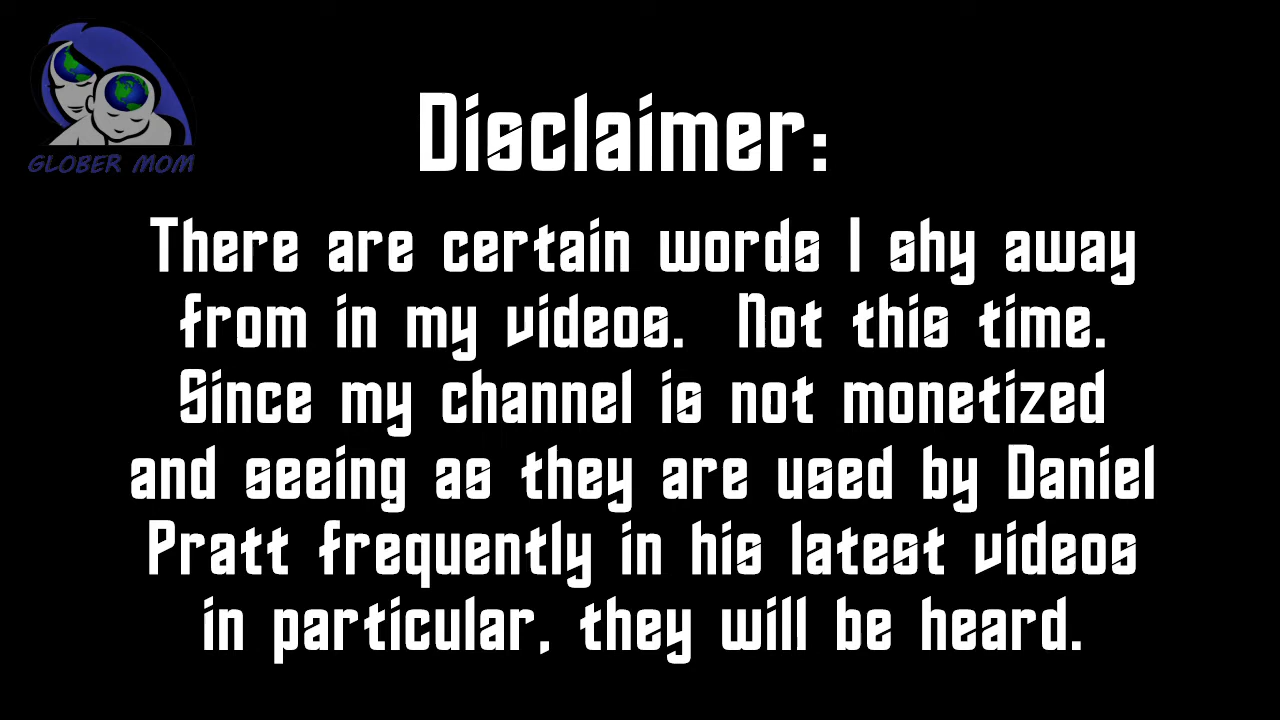 GLOBER MOM
Disclaimer:
There are certain words I shy away
from in my videos.  Not this time.
Since my channel is not monetized
and seeing as they are used by Daniel
Pratt frequently in his latest videos
in particular, they will be heard.